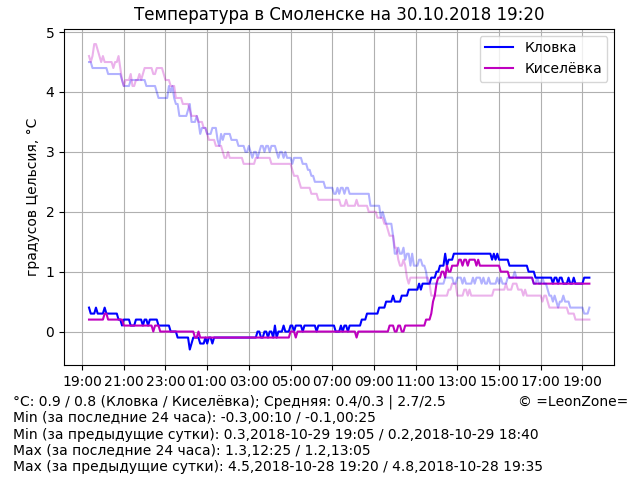 Температура в Смоленске на 30.10.2018 19:20
Кловка
Киселёвка
градусов Цельсия, °C
5
4
3
2
1
0
19:00 21:00 23:00 01:00 03:00 05:00 07:00 09:00 11:00 13:00 15:00 17:00 19:00
°C: 0.9 / 0.8 (Кловка / Киселёвка); Средняя: 0.4/0.3 | 2.7/2.5 © =LeonZone=
Min (за последние 24 часа): -0.3,00:10 / -0.1,00:25
Min (за предыдущие сутки): 0.3,2018-10-29 19:05 / 0.2,2018-10-29 18:40
Max (за последние 24 часа): 1.3,12:25 / 1.2,13:05
Max (за предыдущие сутки): 4.5,2018-10-28 19:20 / 4.8,2018-10-28 19:35